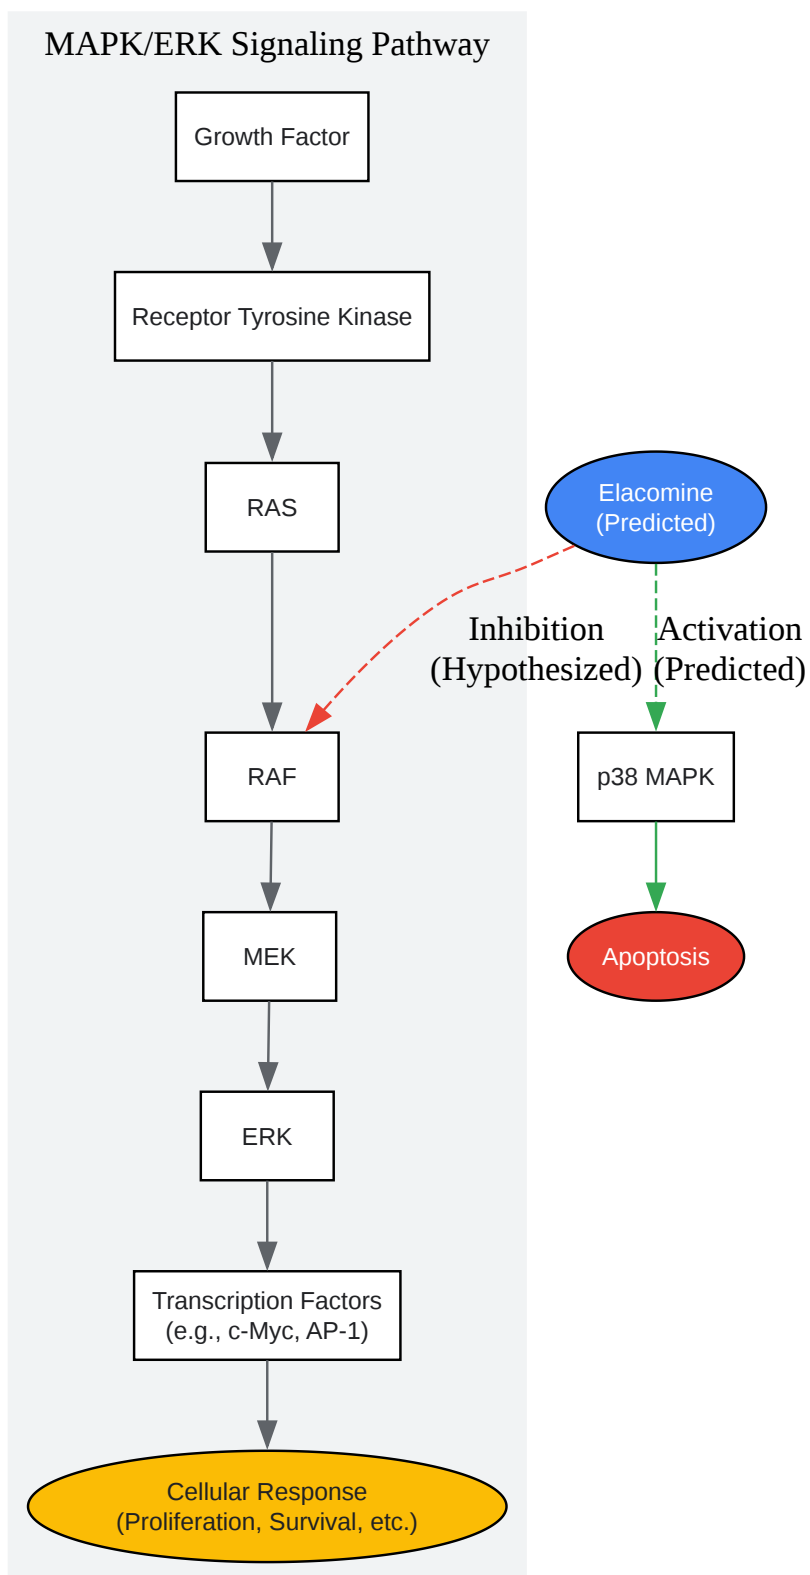 MAPK/ERK Signaling Pathway
Growth Factor
Receptor Tyrosine Kinase
RAS
Elacomine
(Predicted)
Inhibition
(Hypothesized)
Activation
(Predicted)
RAF
p38 MAPK
MEK
Apoptosis
ERK
Transcription Factors
(e.g., c-Myc, AP-1)
Cellular Response
(Proliferation, Survival, etc.)